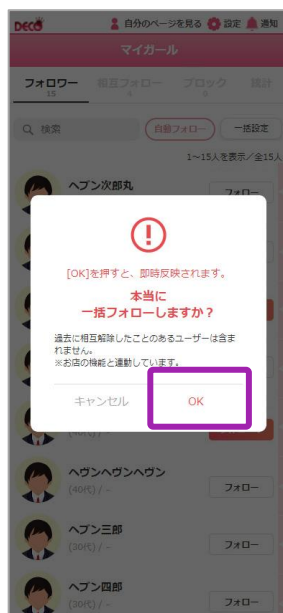 DECO 自分のページを見る 設定 通知
マイガール
フォロワー 相互フォロー ブロック 統計
15 4 0
検索 自動フォロー 一括設定
1～15人を表示／全15人
ヘブン次郎丸
フォロー
[OK]を押すと、即時反映されます。
本当に
一括フォローしますか？
過去に相互解除したことのあるユーザーは含ま
れません。
※お店の機能と連動しています。
キャンセル OK
(40代) / -
ヘヴンヘヴンヘヴン
(40代) / -
フォロー
ヘブン三郎
(30代) / -
フォロー
ヘブン四郎
(30代) / -
フォロー